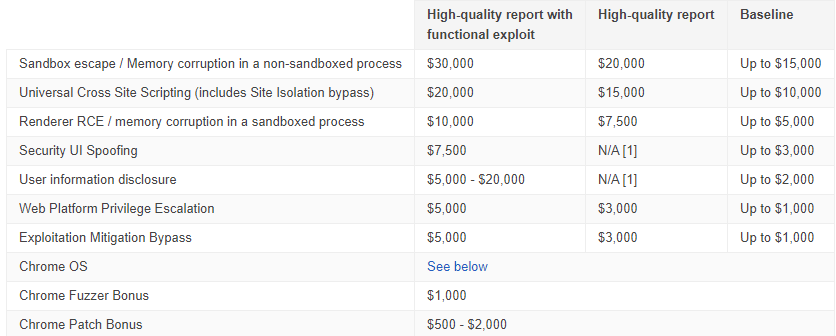 High-quality report with functional exploit High-quality report Baseline
Sandbox escape / Memory corruption in a non-sandboxed process $30,000 $20,000 Up to $15,000
Universal Cross Site Scripting (includes Site Isolation bypass) $20,000 $15,000 Up to $10,000
Renderer RCE / memory corruption in a sandboxed process $10,000 $7,500 Up to $5,000
Security UI Spoofing $7,500 N/A [1] Up to $3,000
User information disclosure $5,000 - $20,000 N/A [1] Up to $2,000
Web Platform Privilege Escalation $5,000 $3,000 Up to $1,000
Exploitation Mitigation Bypass $5,000 $3,000 Up to $1,000
Chrome OS See below
Chrome Fuzzer Bonus $1,000
Chrome Patch Bonus $500 - $2,000